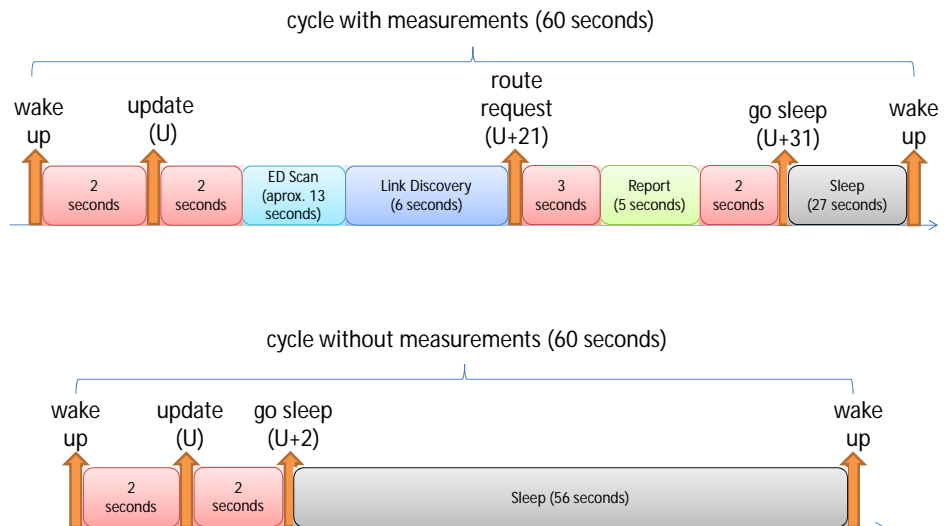 cycle with measurements (60 seconds)
wake
up
update
(U)
route
request
(U+21)
go sleep
(U+31)
wake
up
2
seconds
2
seconds
ED Scan
(aprox. 13
seconds)
Link Discovery
(6 seconds)
3
seconds
Report
(5 seconds)
2
seconds
Sleep
(27 seconds)
cycle without measurements (60 seconds)
wake
up
update
(U)
go sleep
(U+2)
wake
up
2
seconds
2
seconds
Sleep (56 seconds)